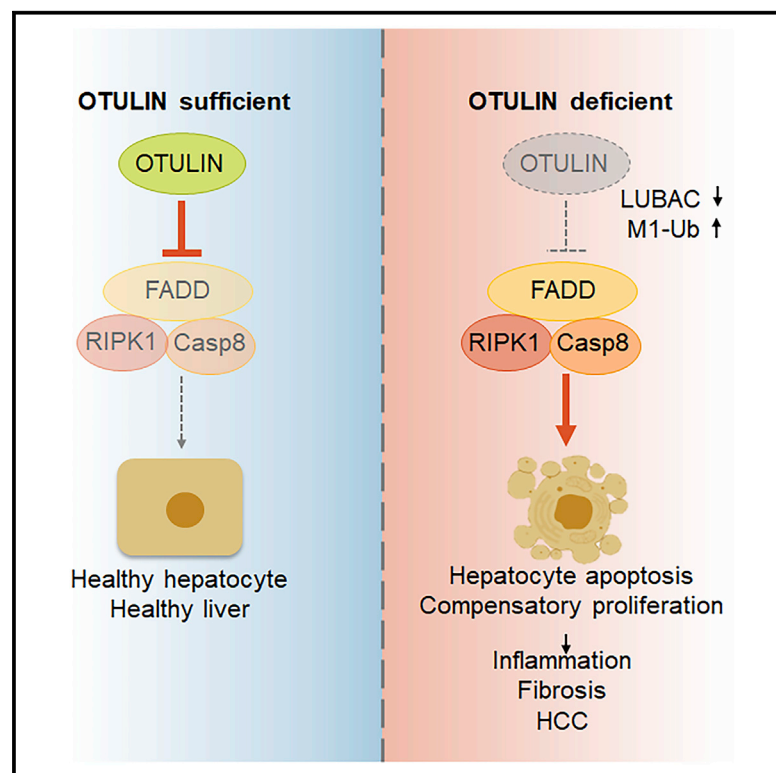 OTULIN sufficient
OTULIN
FADD
RIPK1
Casp8
Healthy hepatocyte
Healthy liver
OTULIN deficient
OTULIN
LUBAC ↓
M1-Ub ↑
FADD
RIPK1
Casp8
Hepatocyte apoptosis
Compensatory proliferation
Inflammation
Fibrosis
HCC